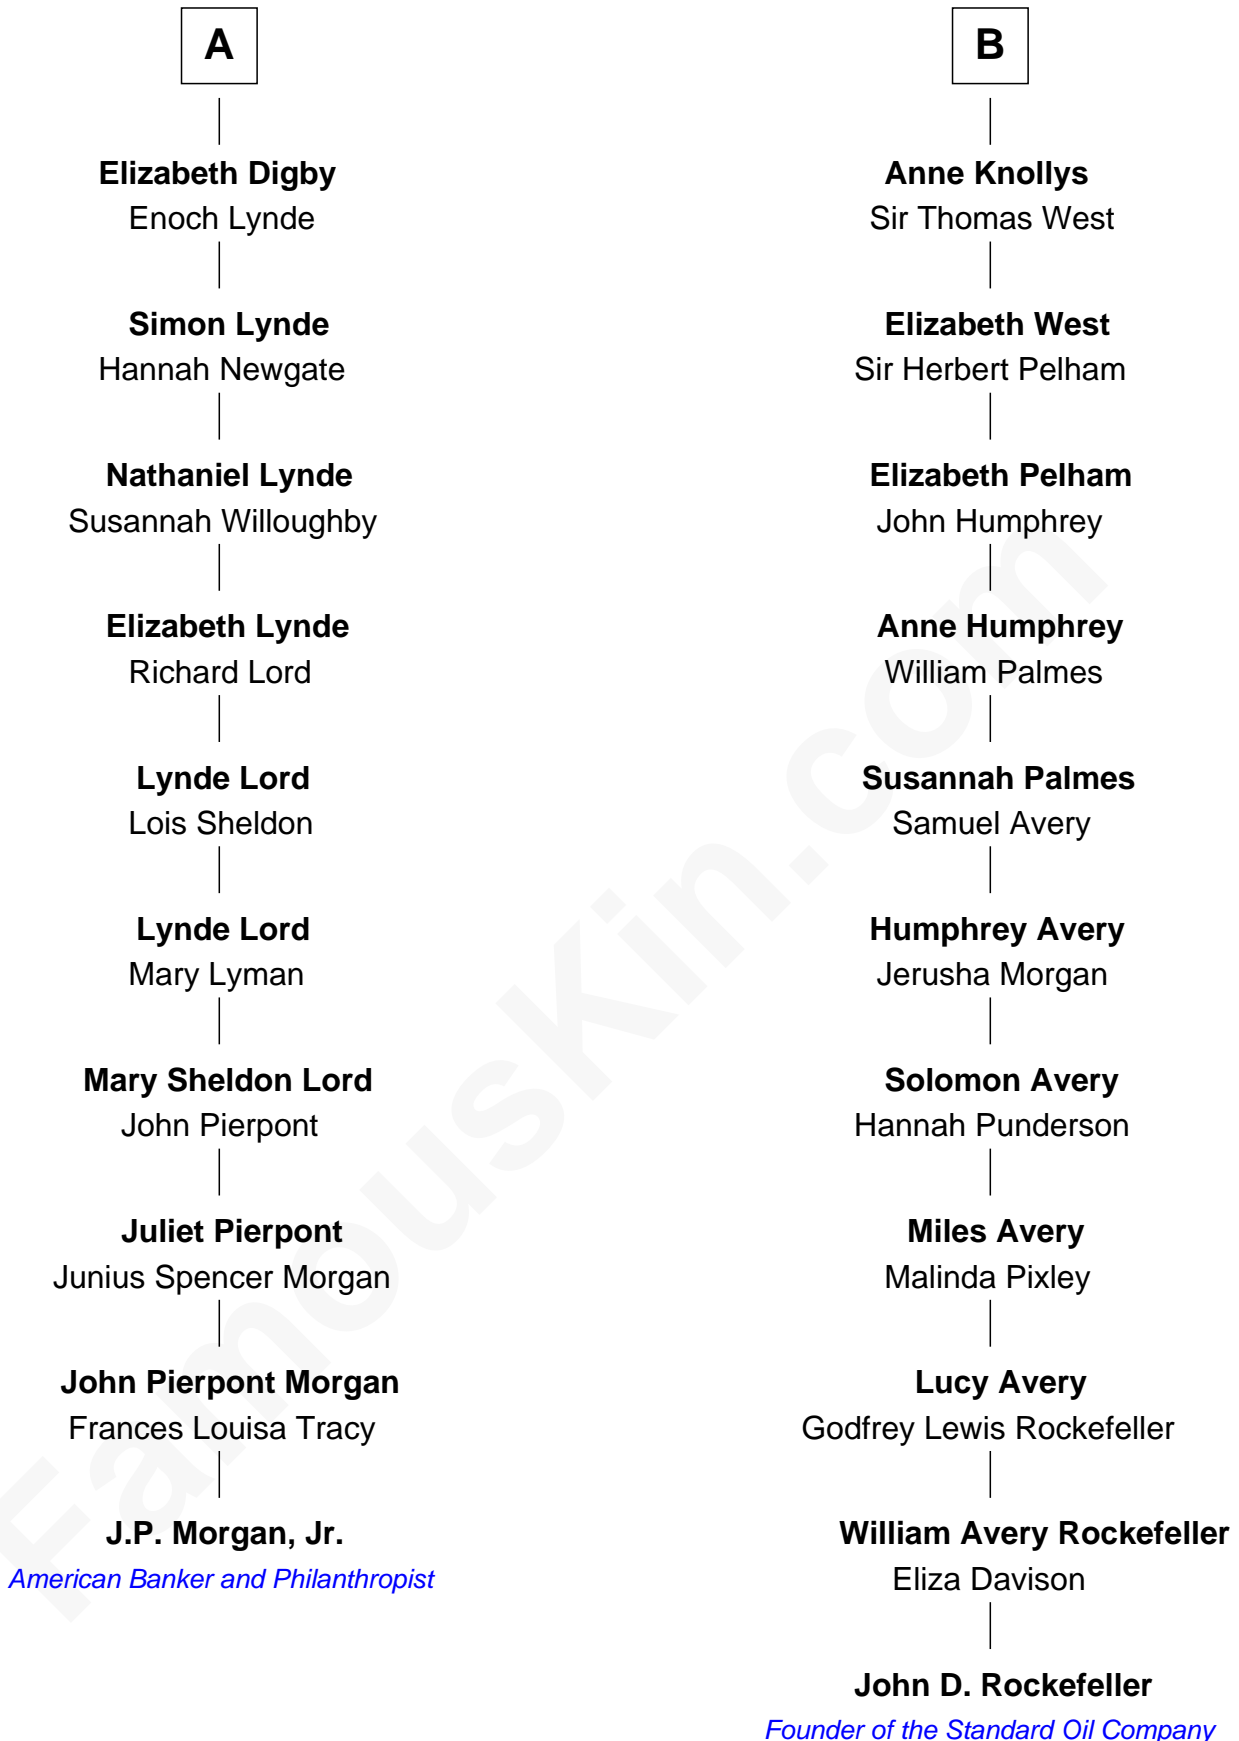 A
Elizabeth Digby
Enoch Lynde
Simon Lynde
Hannah Newgate
Nathaniel Lynde
Susannah Willoughby
Elizabeth Lynde
Richard Lord
Lynde Lord
Lois Sheldon
Lynde Lord
Mary Lyman
Mary Sheldon Lord
John Pierpont
Juliet Pierpont
Junius Spencer Morgan
John Pierpont Morgan
Frances Louisa Tracy
J.P. Morgan, Jr.
American Banker and Philanthropist
B
Anne Knollys
Sir Thomas West
Elizabeth West
Sir Herbert Pelham
Elizabeth Pelham
John Humphrey
Anne Humphrey
William Palmes
Susannah Palmes
Samuel Avery
Humphrey Avery
Jerusha Morgan
Solomon Avery
Hannah Punderson
Miles Avery
Malinda Pixley
Lucy Avery
Godfrey Lewis Rockefeller
William Avery Rockefeller
Eliza Davison
John D. Rockefeller
Founder of the Standard Oil Company
FamousKin.com